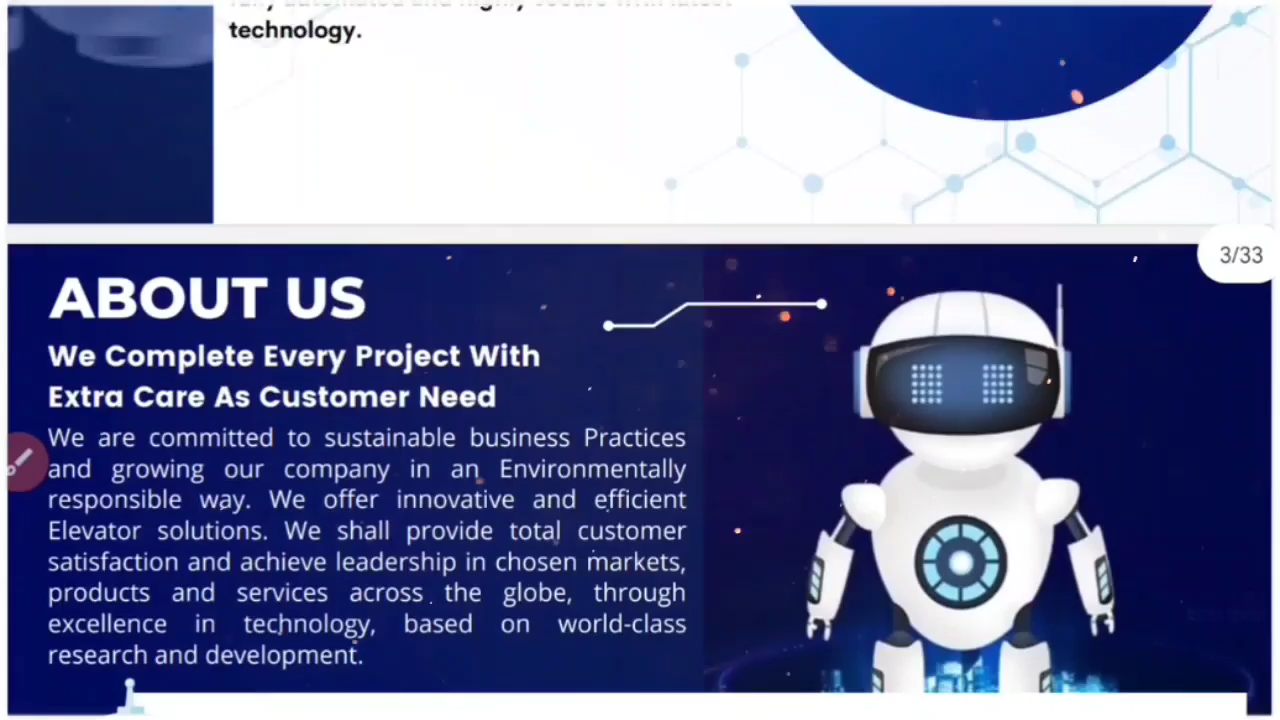 technology.
3/33
ABOUT US
We Complete Every Project With
Extra Care As Customer Need
We are committed to sustainable business Practices
and growing our company in an Environmentally
responsible way. We offer innovative and efficient
Elevator solutions. We shall provide total customer
satisfaction and achieve leadership in chosen markets,
products and services across the globe, through
excellence in technology, based on world-class
research and development.